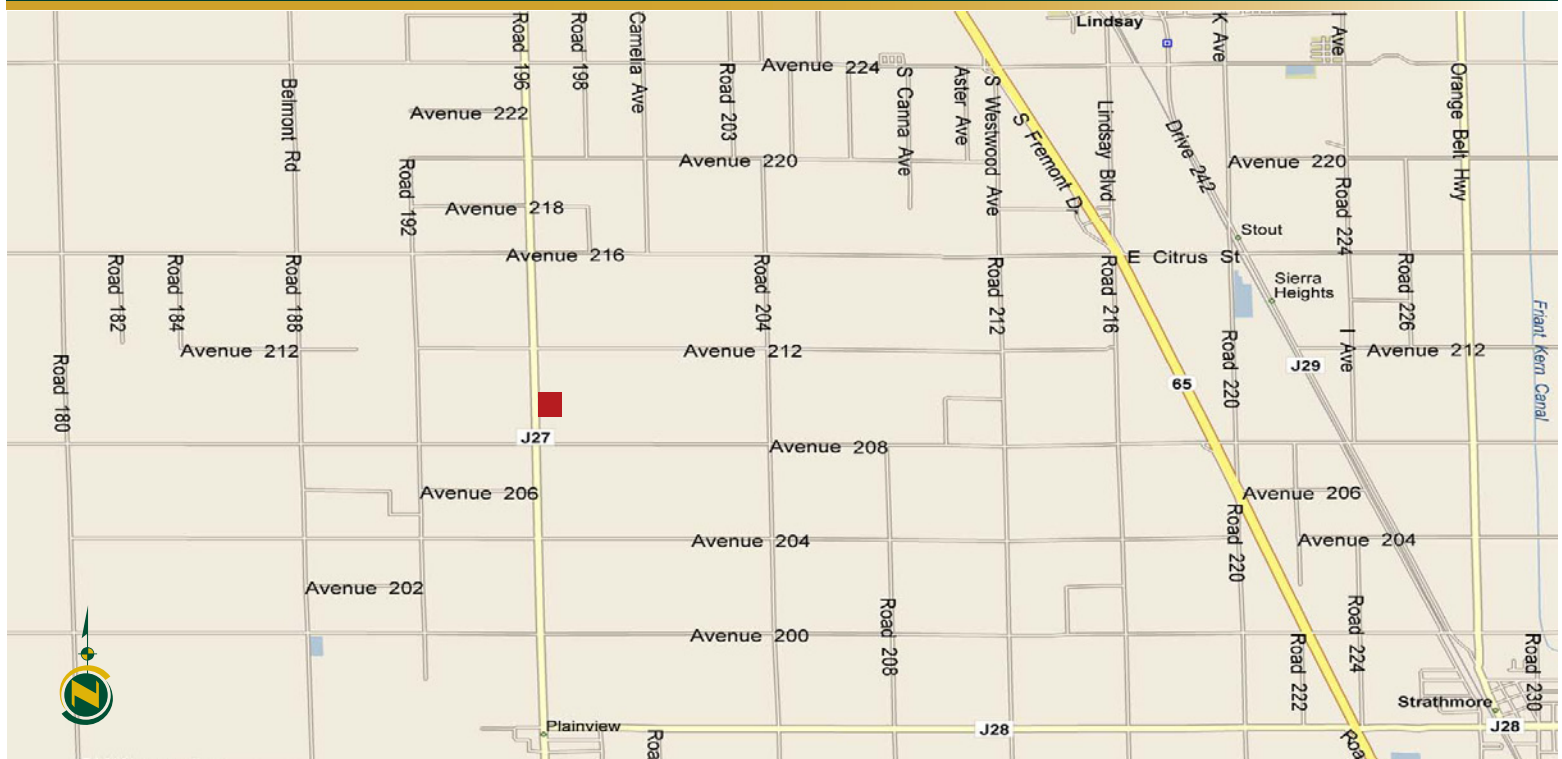 Lindsay
Road 196
Road 198
Camelia Ave
K Ave
I Ave
Avenue 224
Belmont Rd
Road 203
S Canna Ave
Aster Ave
S Westwood Ave
S Fremont Dr
Lindsay Blvd
Drive 242
Orange Belt Hwy
Avenue 222
Road 192
Avenue 220
Avenue 220
Road 224
Avenue 218
Stout
Avenue 216
E Citrus St
Road 182
Road 184
Road 188
Road 204
Road 212
Road 216
Sierra
Heights
Road 226
Friant Kern Canal
Avenue 212
Avenue 212
Road 220
I Ave
Avenue 212
Road 180
J29
65
J27
Avenue 208
Avenue 206
Avenue 206
Road 220
Avenue 204
Avenue 204
Avenue 202
Road 208
Road 224
Avenue 200
Road 222
Road 230
N
Strathmore
Plainview
J28
J28
Roa
Roa